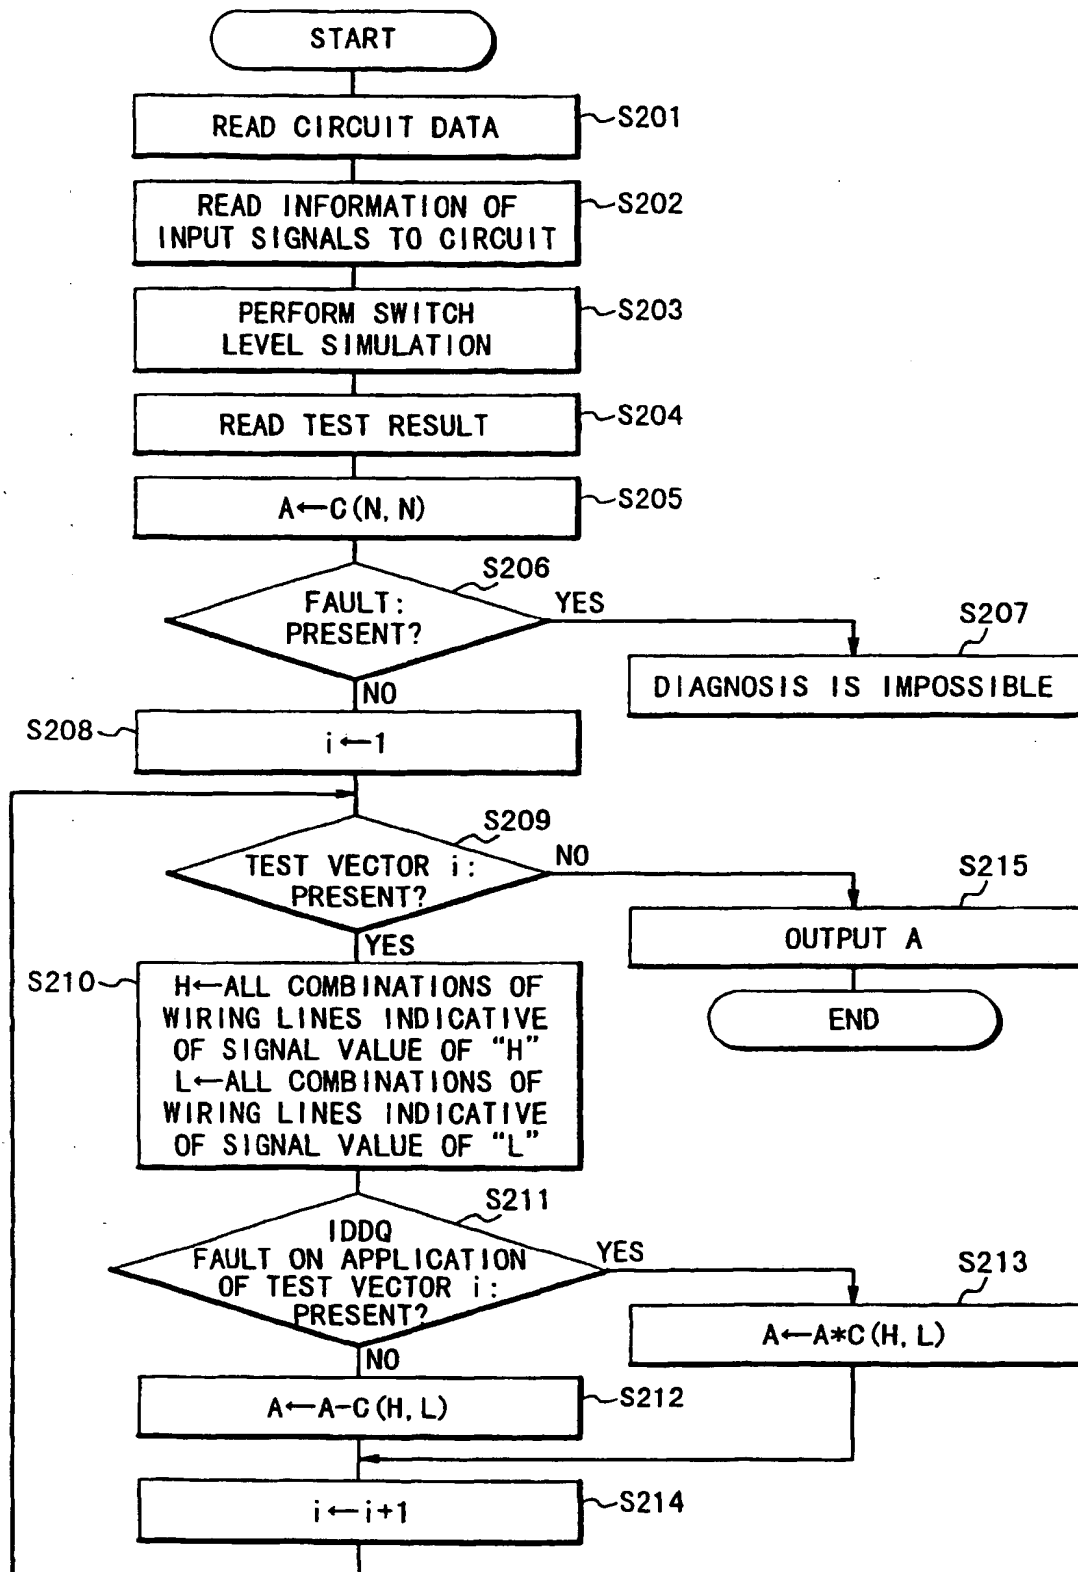 START
READ CIRCUIT DATA
S201
READ INFORMATION OF
INPUT SIGNALS TO CIRCUIT
S202
PERFORM SWITCH
LEVEL SIMULATION
S203
READ TEST RESULT
S204
A←C(N,N)
S205
S206
FAULT:
PRESENT?
YES
NO
S207
DIAGNOSIS IS IMPOSSIBLE
S208
i←1
S209
TEST VECTOR i:
PRESENT?
NO
YES
S215
OUTPUT A
END
S210
H←ALL COMBINATIONS OF
WIRING LINES INDICATIVE
OF SIGNAL VALUE OF "H"
L←ALL COMBINATIONS OF
WIRING LINES INDICATIVE
OF SIGNAL VALUE OF "L"
S211
IDDQ
FAULT ON APPLICATION
OF TEST VECTOR i:
PRESENT?
YES
NO
S213
A←A*C(H,L)
A←A-C(H,L)
S212
i←i+1
S214